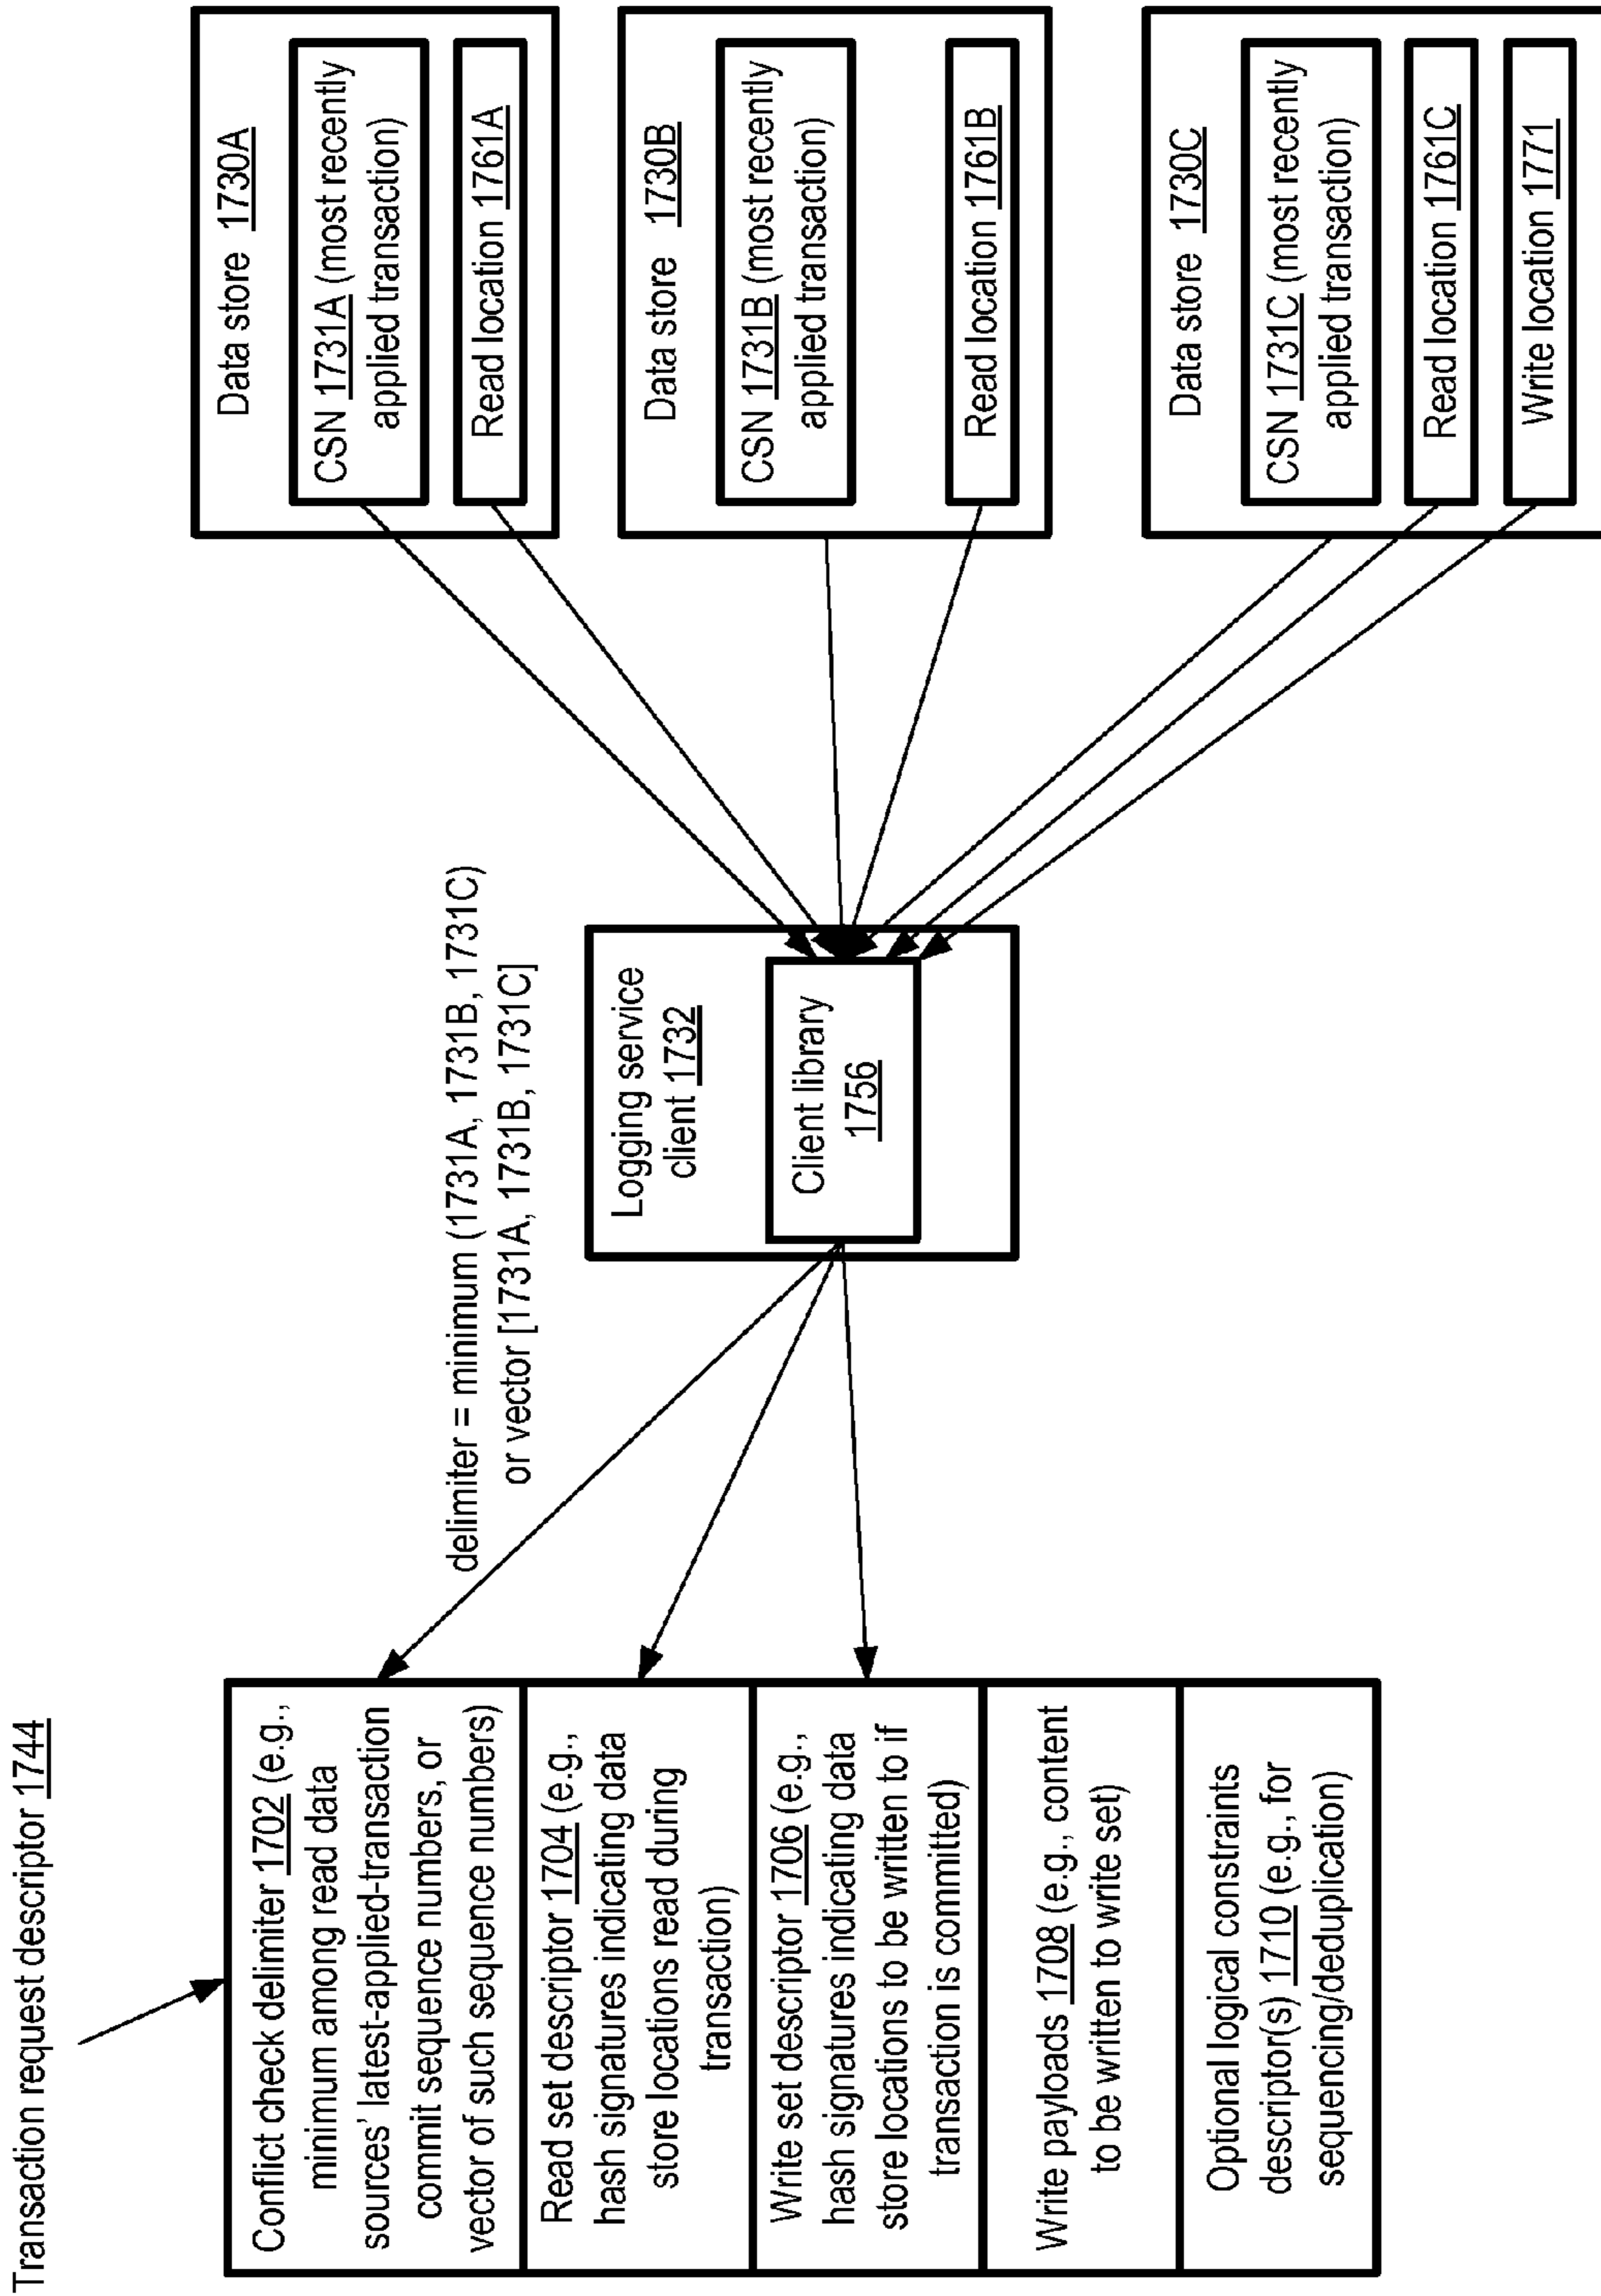 Transaction request descriptor 1744
Conflict check delimiter 1702 (e.g.,
minimum among read data
sources' latest-applied-transaction
commit sequence numbers, or
vector of such sequence numbers)
Read set descriptor 1704 (e.g.,
hash signatures indicating data
store locations read during
transaction)
Write set descriptor 1706 (e.g.,
hash signatures indicating data
store locations to be written to if
transaction is committed)
Write payloads 1708 (e.g., content
to be written to write set)
Optional logical constraints
descriptor(s) 1710 (e.g., for
sequencing/deduplication)
delimiter = minimum (1731A, 1731B, 1731C)
or vector [1731A, 1731B, 1731C]
Logging service
client 1732
Client library
1756
Data store 1730A
CSN 1731A (most recently
applied transaction)
Read location 1761A
Data store 1730B
CSN 1731B (most recently
applied transaction)
Read location 1761B
Data store 1730C
CSN 1731C (most recently
applied transaction)
Read location 1761C
Write location 1771